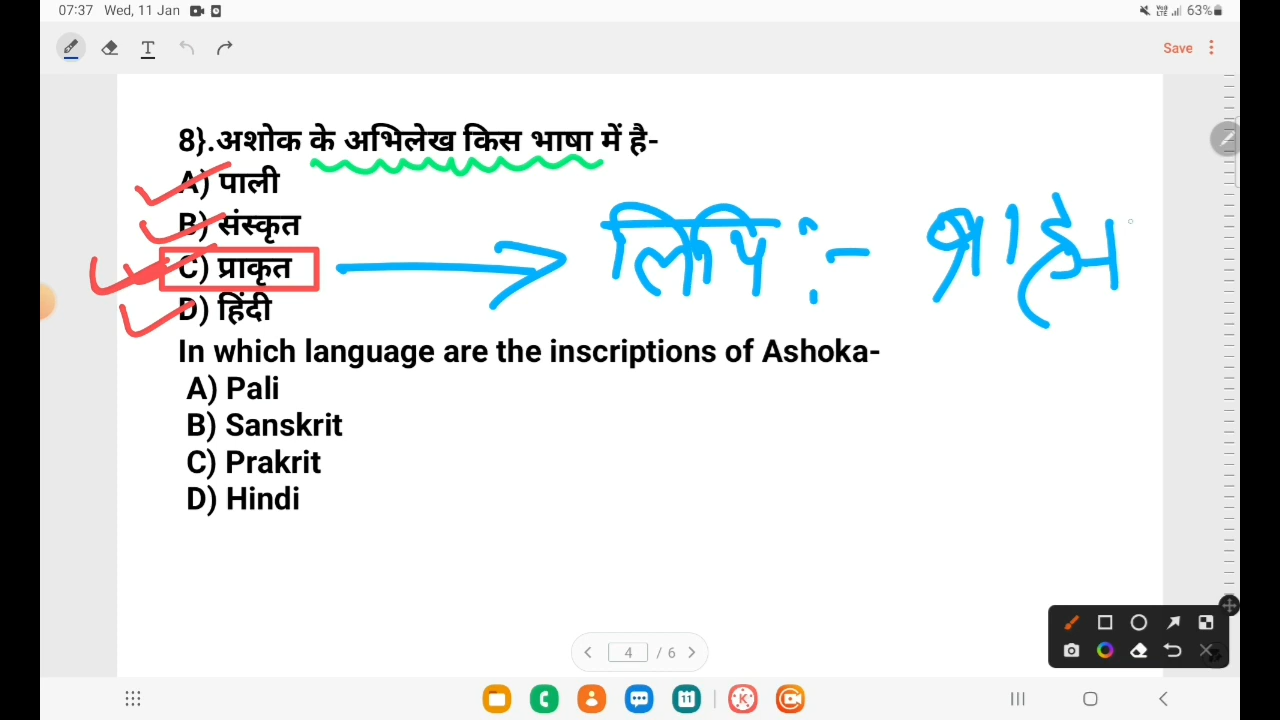 07:37 Wed, 11 Jan
63%
T
Save
8}.अशोक के अभिलेख किस भाषा में है-
A) पाली
B) संस्कृत
C) प्राकृत
D) हिंदी
लिपि :-
In which language are the inscriptions of Ashoka-
A) Pali
B) Sanskrit
C) Prakrit
D) Hindi
4 / 6
11
K